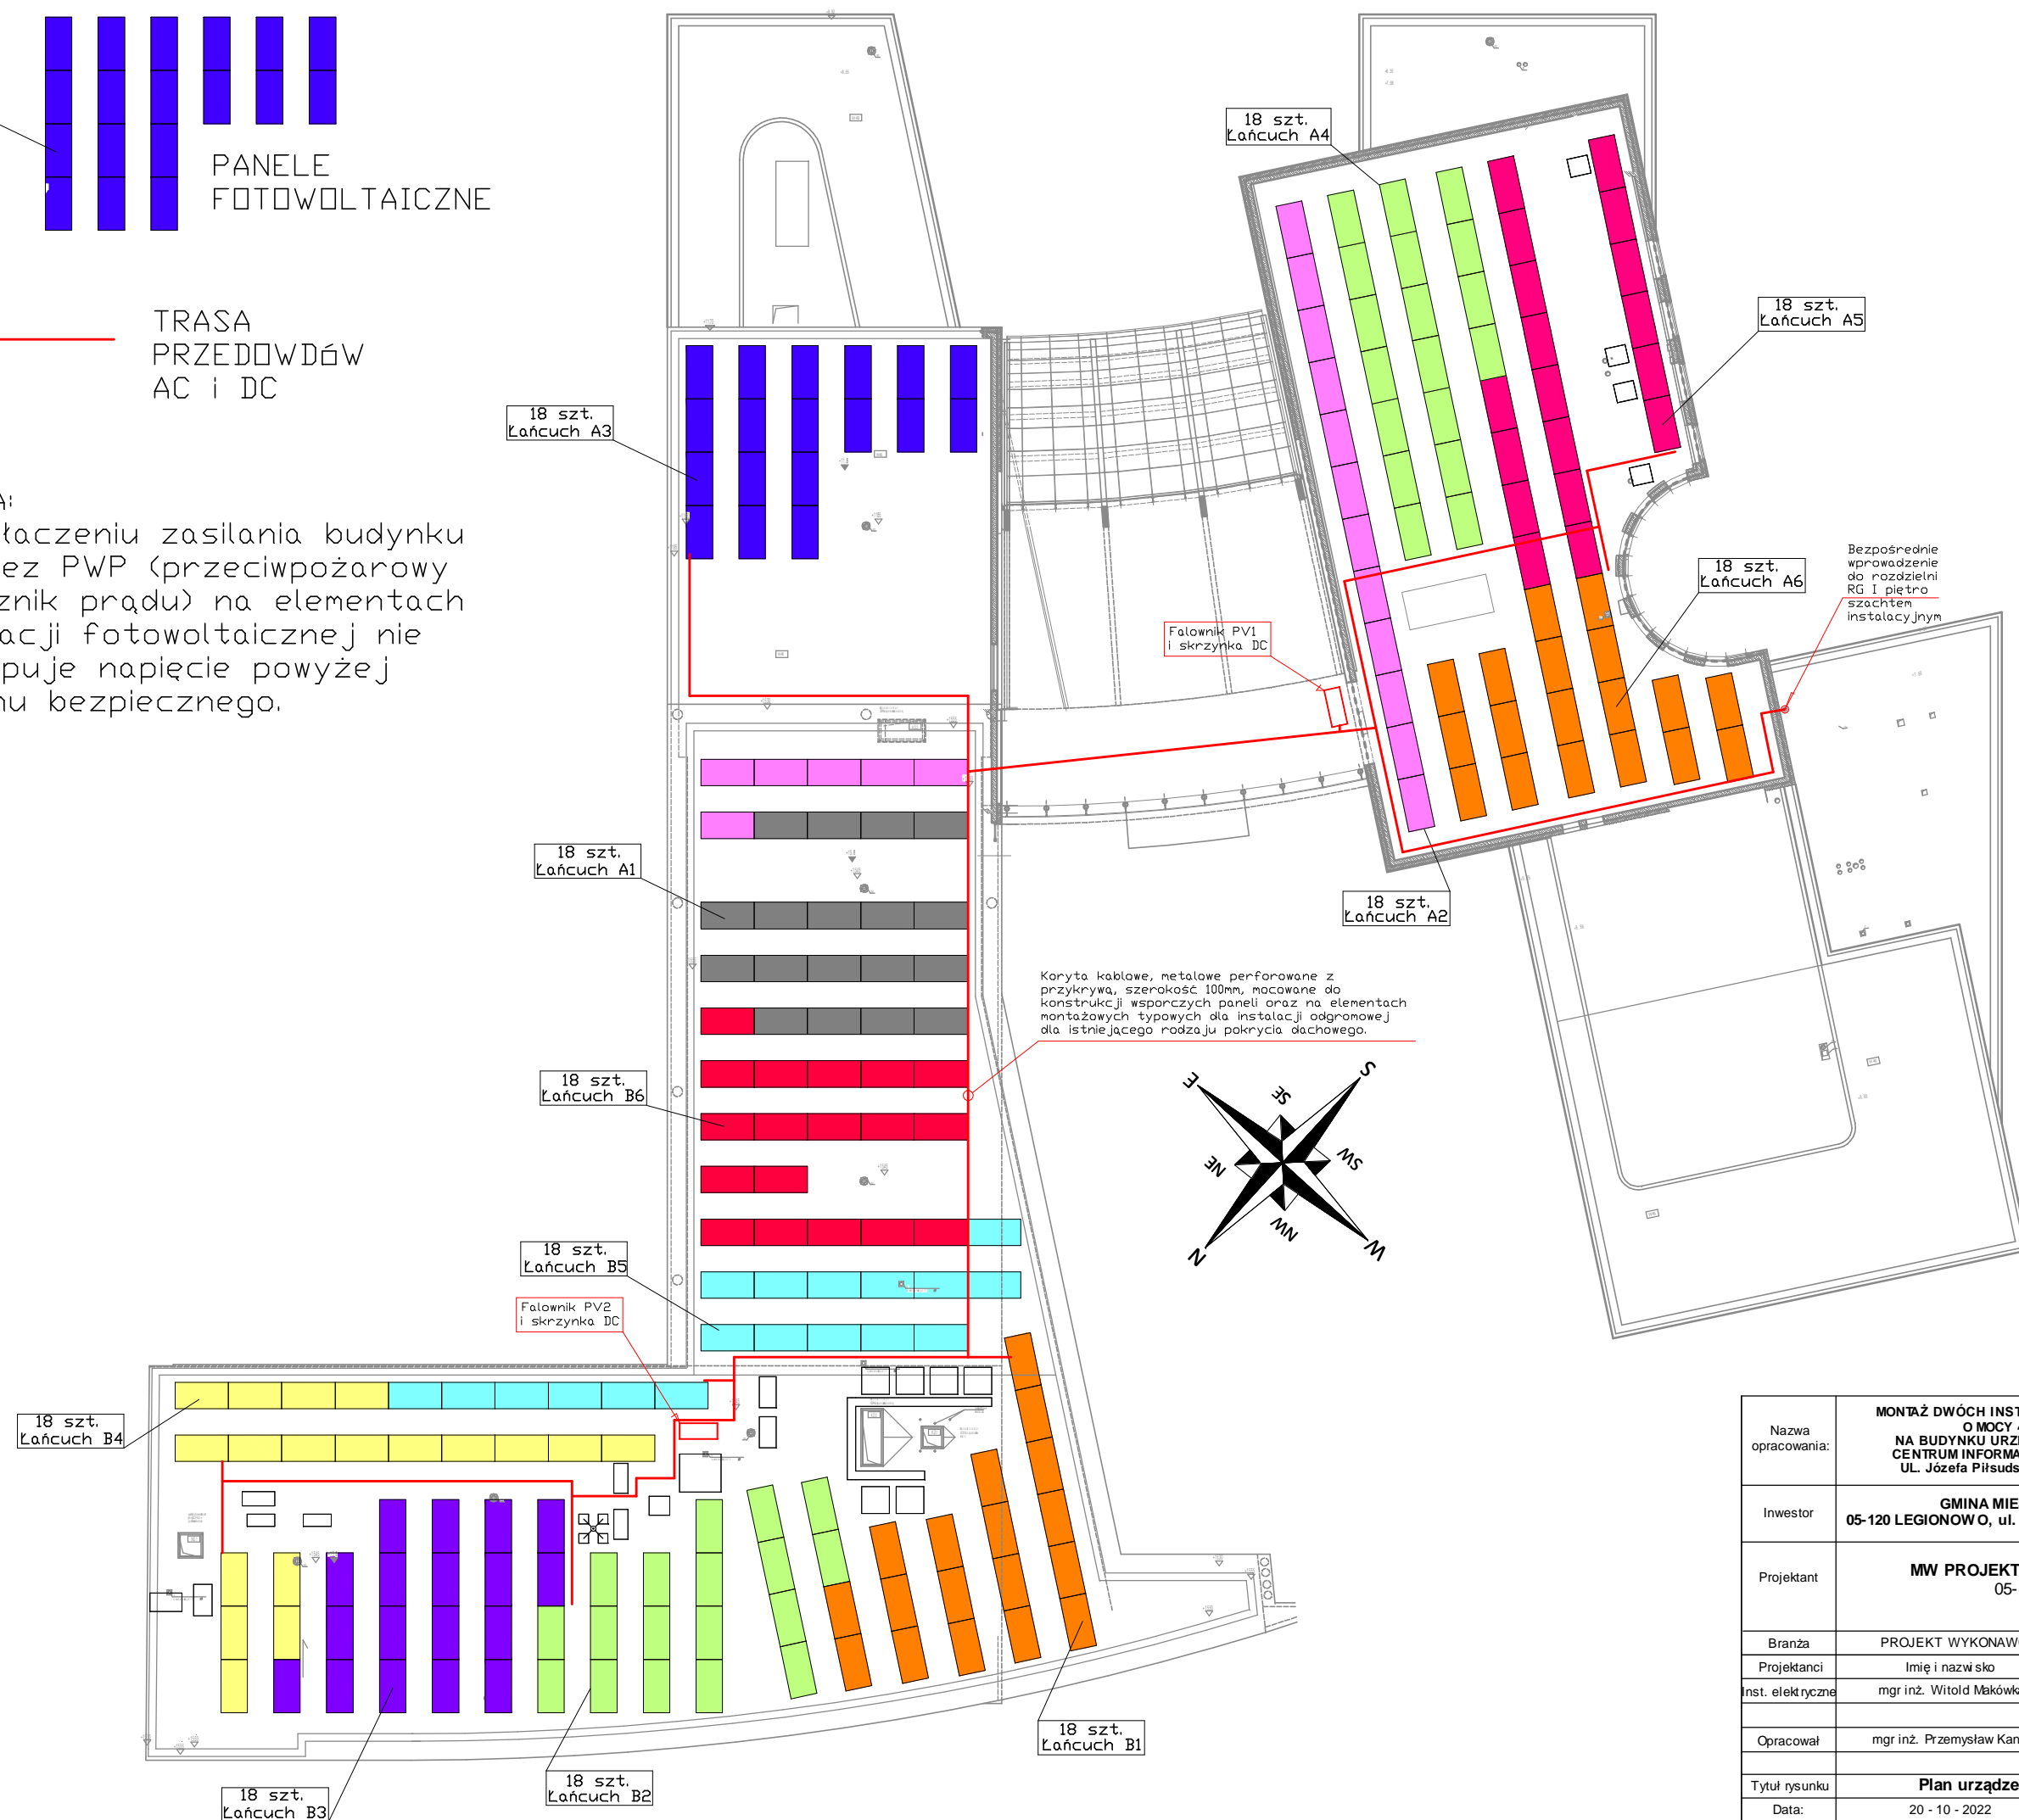 PANELE
FOTOWOLTAICZNE
TRASA
PRZEDOWDóW
AC i DC
A:
łaczeniu zasilania budynku
ez PWP (przeciwpożarowy
znik prądu) na elementach
acji fotowoltaicznej nie
puje napięcie powyżej
nu bezpiecznego.
18 szt.
Łańcuch A3
18 szt.
Łańcuch A4
18 szt.
Łańcuch A5
18 szt.
Łańcuch A6
Bezpośrednie
wprowadzenie
do rozdzielni
RG I piętro
szachtem
instalacyjnym
Falownik PV1
i skrzynka DC
18 szt.
Łańcuch A1
18 szt.
Łańcuch A2
Koryta kablowe, metalowe perforowane z
przykrywą, szerokość 100mm, mocowane do
konstrukcji wsporczych paneli oraz na elementach
montażowych typowych dla instalacji odgromowej
dla istniejącego rodzaju pokrycia dachowego.
18 szt.
Łańcuch B6
E
SE
S
NE
SW
N
NW
W
18 szt.
Łańcuch B5
Falownik PV2
i skrzynka DC
18 szt.
Łańcuch B4
18 szt.
Łańcuch B1
18 szt.
Łańcuch B2
18 szt.
Łańcuch B3
Nazwa
opracowania:
MONTAŻ DWÓCH INST
O MOCY
NA BUDYNKU URZ
CENTRUM INFORMA
UL. Józefa Piłsuds
Inwestor
GMINA MIE
05-120 LEGIONOWO, ul.
Projektant
MW PROJEKT
05-
Branża
PROJEKT WYKONAW
Projektanci
Imię i nazwisko
Inst. elektryczne
mgr inż. Witold Makówka
Opracował
mgr inż. Przemysław Kan
Tytuł rysunku
Plan urządze
Data:
20 - 10 - 2022